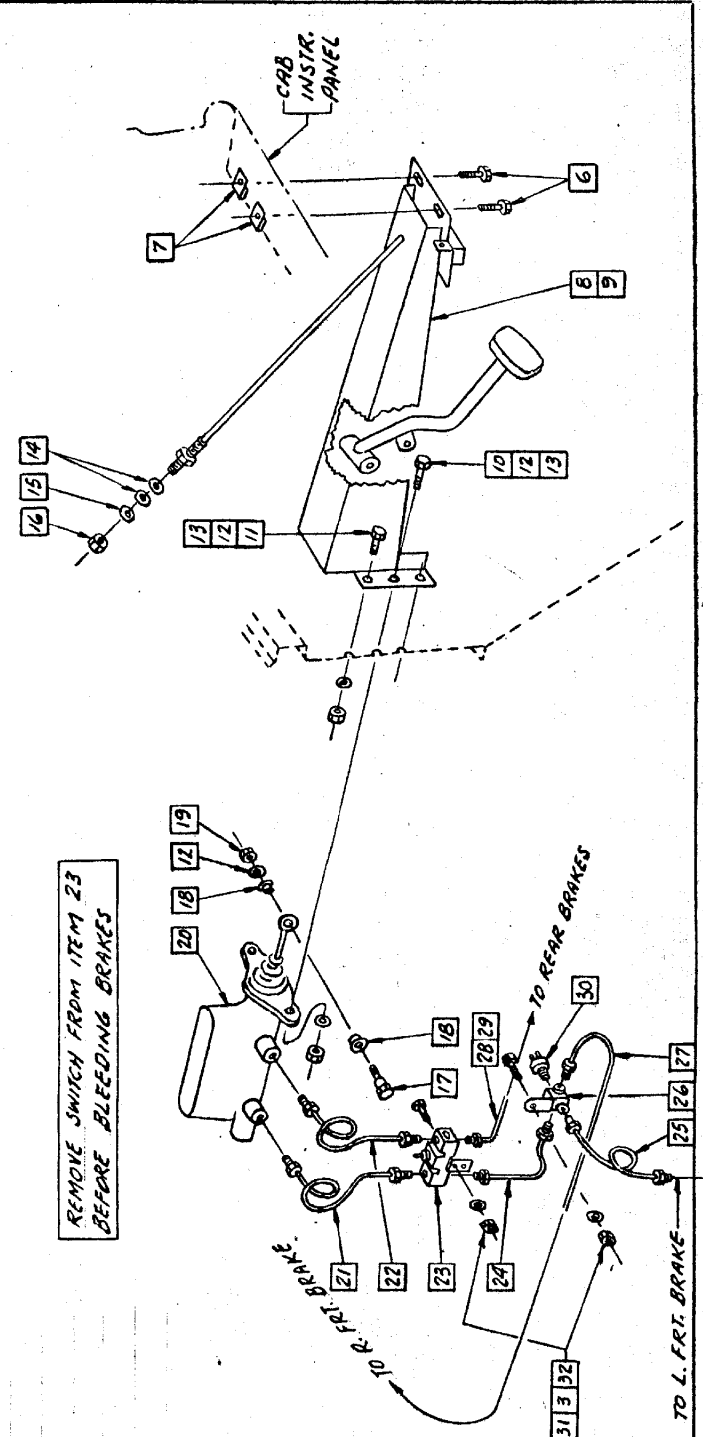 CAB
INSTR.
PANEL
7
6
8 9
14
15
16
13 12 11
10 12 13
REMOVE SWITCH FROM ITEM 23
BEFORE BLEEDING BRAKES
19
12
18
20
18
17
28 29
TO REAR BRAKES
30
27
26
25
24
23
22
21
TO R. FRT. BRAKE
31 3 32
TO L. FRT. BRAKE